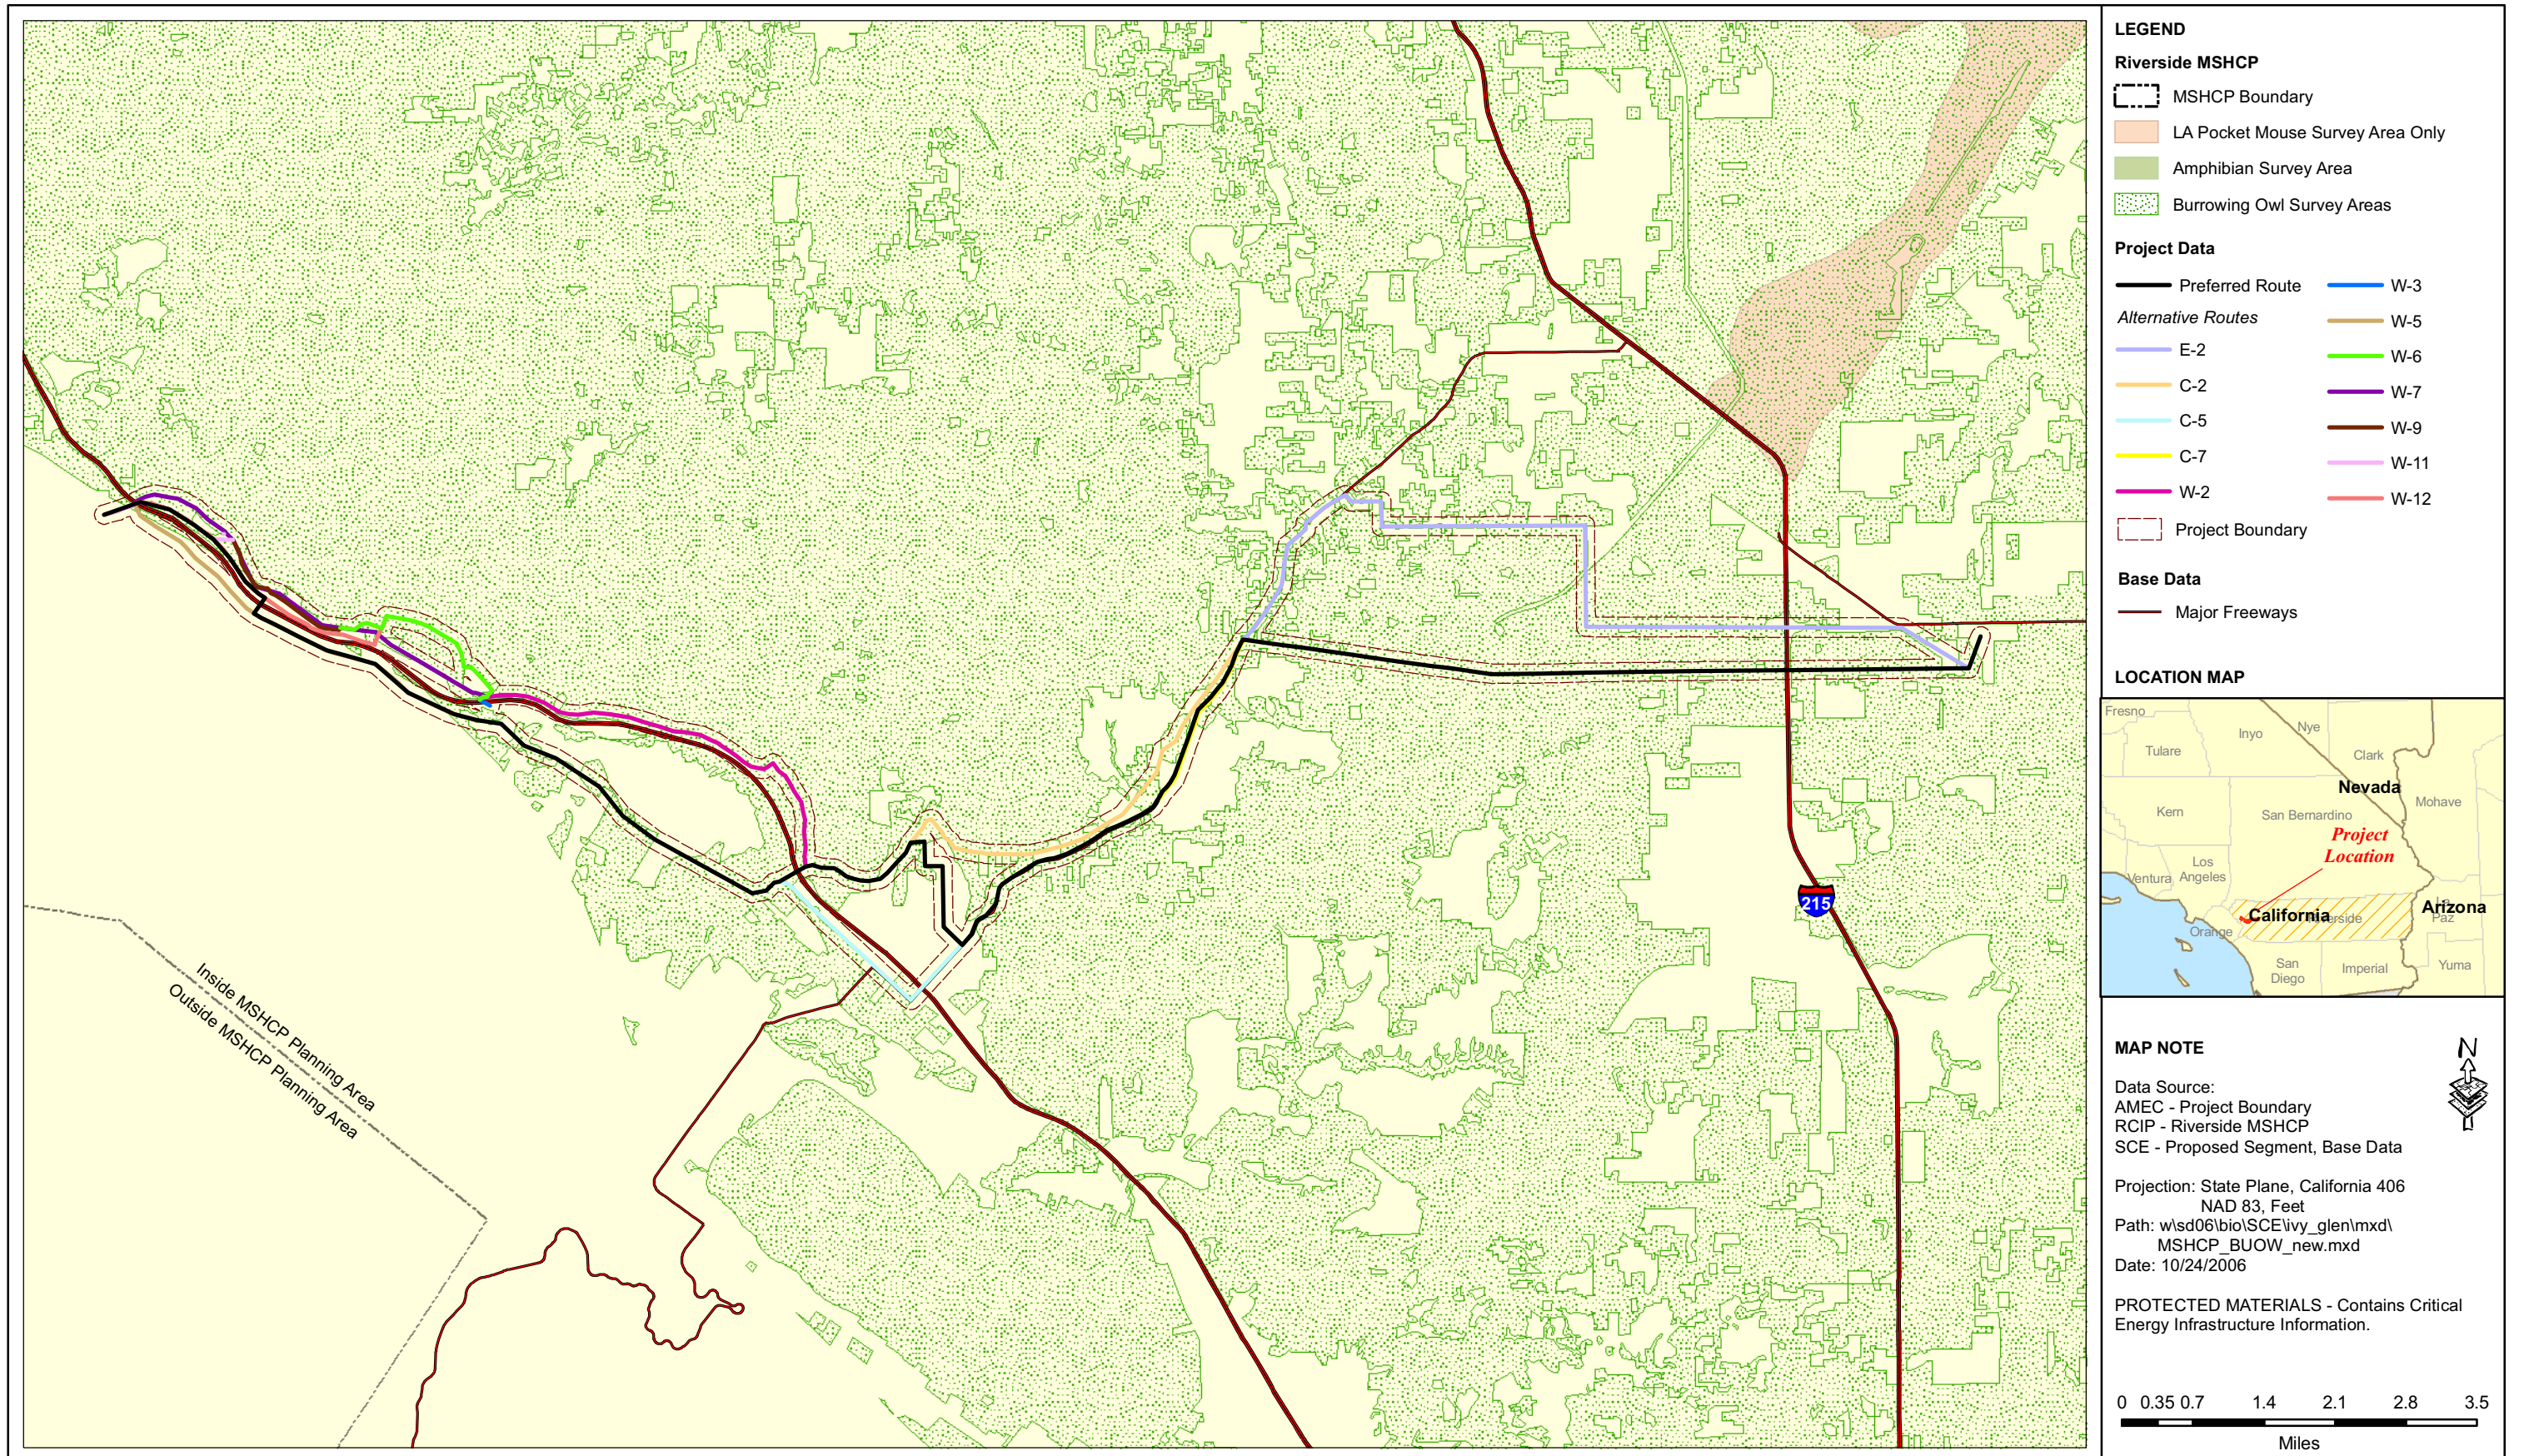 Inside MSHCP Planning Area
Outside MSHCP Planning Area
215
LEGEND
Riverside MSHCP
MSHCP Boundary
LA Pocket Mouse Survey Area Only
Amphibian Survey Area
Burrowing Owl Survey Areas
Project Data
Preferred Route
Alternative Routes
E-2
C-2
C-5
C-7
W-2
W-3
W-5
W-6
W-7
W-9
W-11
W-12
Project Boundary
Base Data
Major Freeways
LOCATION MAP
Fresno
Inyo
Nye
Tulare
Clark
Nevada
Mohave
Kern
San Bernardino
Project
Location
Los
Angeles
Ventura
California
Riverside
Arizona
La
Paz
Orange
San
Diego
Imperial
Yuma
MAP NOTE
N
Data Source:
AMEC - Project Boundary
RCIP - Riverside MSHCP
SCE - Proposed Segment, Base Data
Projection: State Plane, California 406
NAD 83, Feet
Path: w\sd06\bio\SCE\ivy_glen\mxd\
MSHCP_BUOW_new.mxd
Date: 10/24/2006
PROTECTED MATERIALS - Contains Critical
Energy Infrastructure Information.
0 0.35 0.7 1.4 2.1 2.8 3.5
Miles